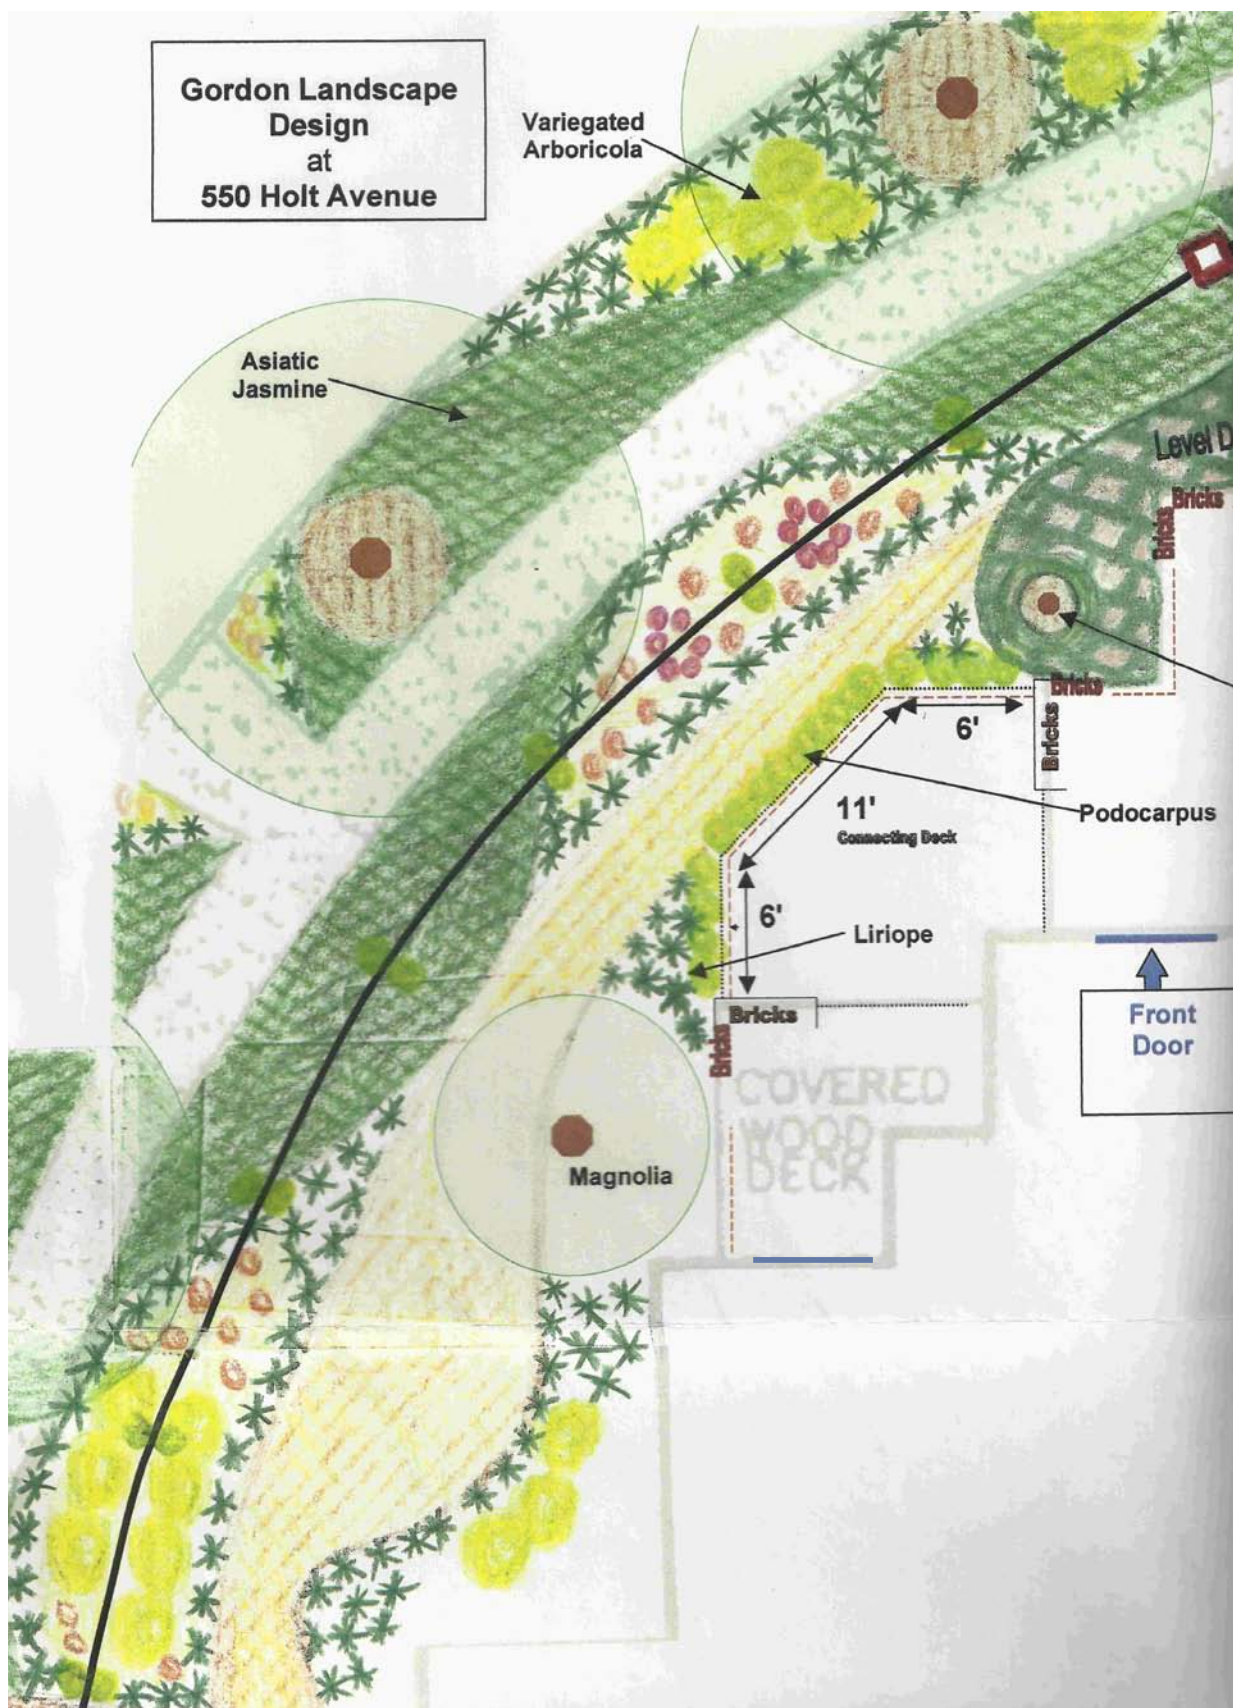 Gordon Landscape
Design
at
550 Holt Avenue
Variegated
Arboricola
Asiatic
Jasmine
Level D
Bricks
Bricks
Bricks
Bricks
6'
Podocarpus
11'
Connecting Deck
6'
Liriope
Bricks
Bricks
Front
Door
COVERED
WOOD
DECK
Magnolia